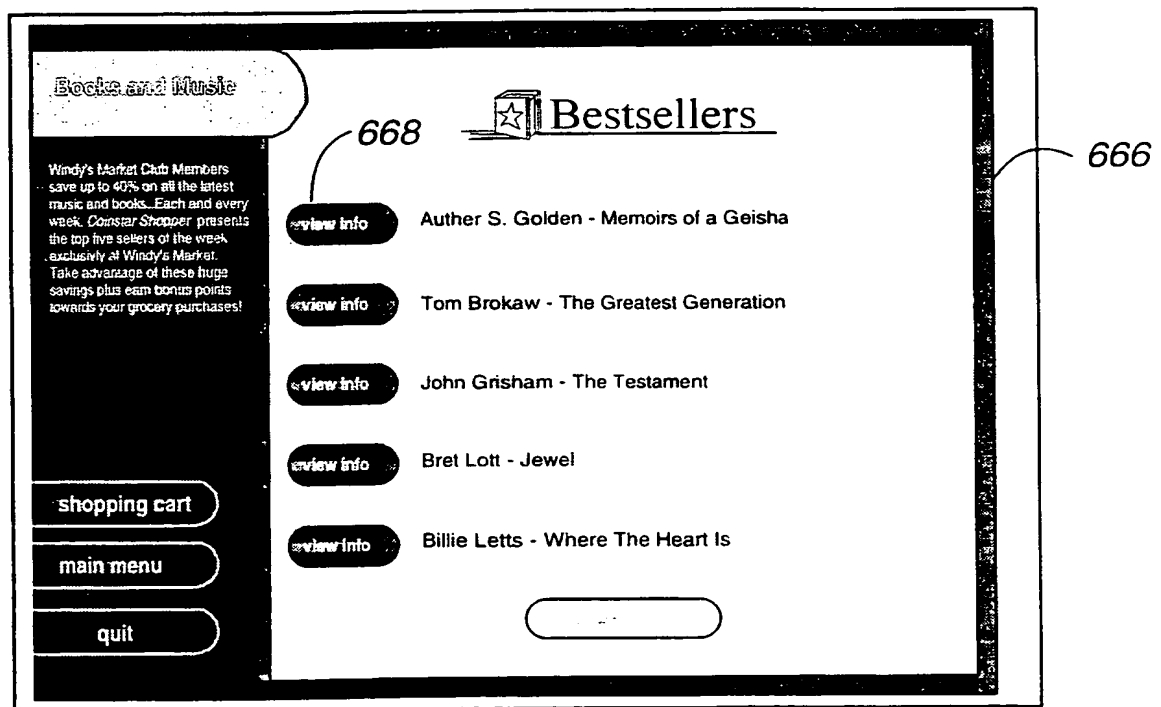 Books and Music
Windy's Market Club Members
save up to 40% on all the latest
music and books...Each and every
week, Coinstar Shopper presents
the top five sellers of the week
exclusivly at Windy's Market.
Take advantage of these huge
savings plus earn bonus points
towards your grocery purchases!
shopping cart
main menu
quit
Bestsellers
668
666
view info Auther S. Golden - Memoirs of a Geisha
view info Tom Brokaw - The Greatest Generation
view info John Grisham - The Testament
view info Bret Lott - Jewel
view info Billie Letts - Where The Heart Is